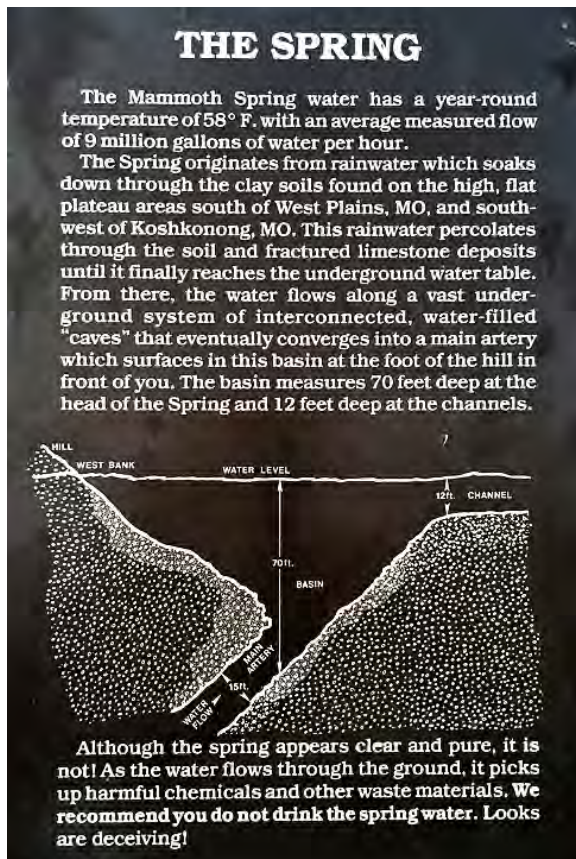 THE SPRING
The Mammoth Spring water has a year-round
temperature of 58° F. with an average measured flow
of 9 million gallons of water per hour.
The Spring originates from rainwater which soaks
down through the clay soils found on the high, flat
plateau areas south of West Plains, MO, and south-
west of Koshkonong, MO. This rainwater percolates
through the soil and fractured limestone deposits
until it finally reaches the underground water table.
From there, the water flows along a vast under-
ground system of interconnected, water-filled
"caves" that eventually converges into a main artery
which surfaces in this basin at the foot of the hill in
front of you. The basin measures 70 feet deep at the
head of the Spring and 12 feet deep at the channels.
HILL
WEST BANK
WATER LEVEL
12ft. CHANNEL
70ft.
BASIN
MAIN
ARTERY
15ft.
WATER
FLOW
Although the spring appears clear and pure, it is
not! As the water flows through the ground, it picks
up harmful chemicals and other waste materials. We
recommend you do not drink the spring water. Looks
are deceiving!